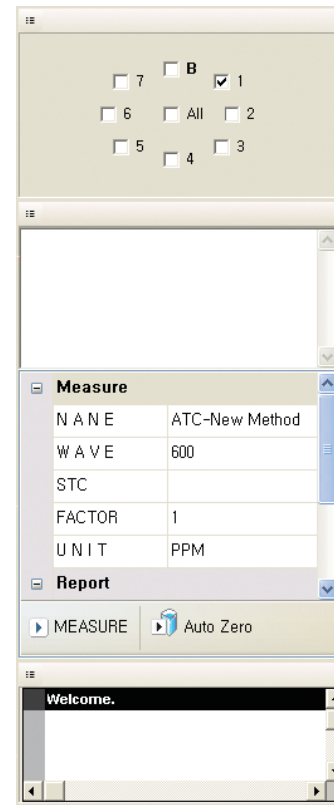 B
7 1
6 All 2
5 3
4
Measure
N A N E ATC-New Method
W A V E 600
STC
FACTOR 1
U N I T PPM
Report
MEASURE Auto Zero
Welcome.